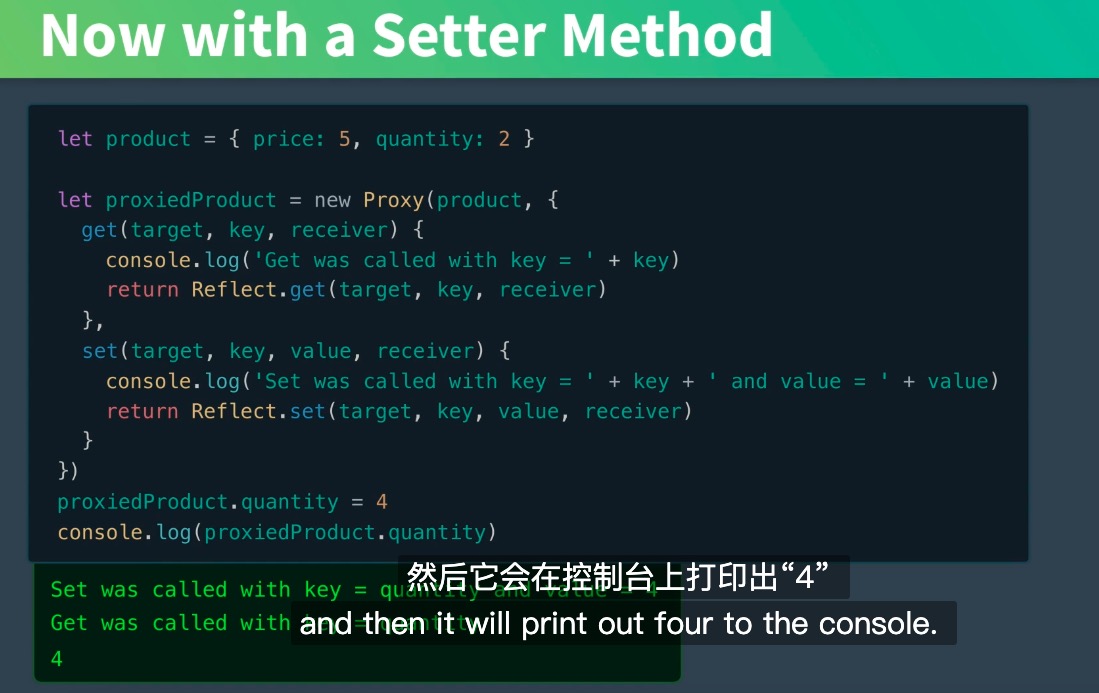 Now with a Setter Method
let product = { price: 5, quantity: 2 }
let proxiedProduct = new Proxy(product, {
get(target, key, receiver) {
console.log('Get was called with key = ' + key)
return Reflect.get(target, key, receiver)
},
set(target, key, value, receiver) {
console.log('Set was called with key = ' + key + ' and value = ' + value)
return Reflect.set(target, key, value, receiver)
}
})
proxiedProduct.quantity = 4
console.log(proxiedProduct.quantity)
Set was called with key = quantity and value = 4
Get was called with key = quantity
4
然后它会在控制台上打印出“4”
and then it will print out four to the console.